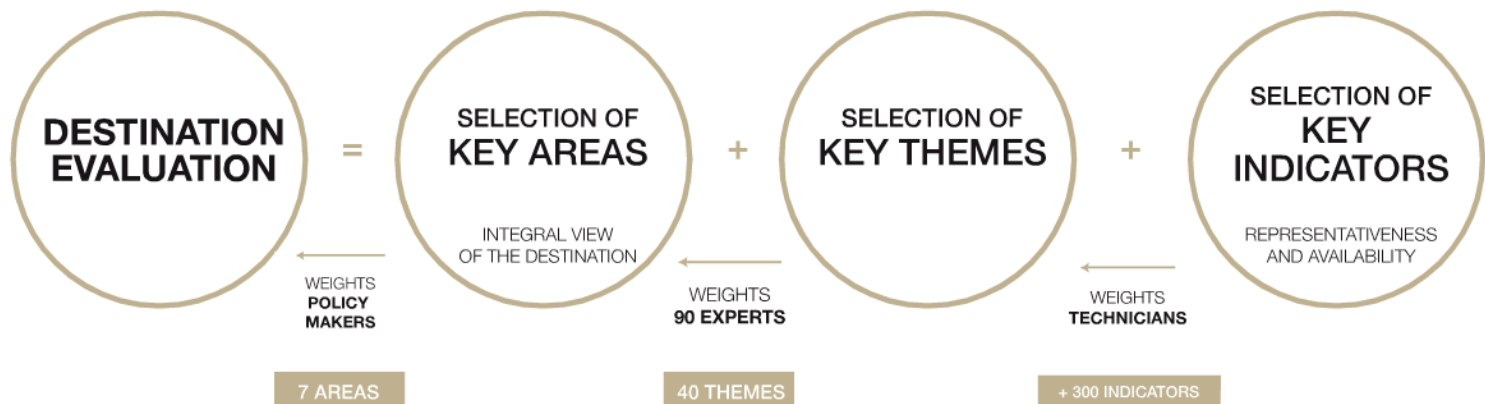 DESTINATION
EVALUATION
=
SELECTION OF
KEY AREAS
INTEGRAL VIEW
OF THE DESTINATION
+
SELECTION OF
KEY THEMES
+
SELECTION OF
KEY
INDICATORS
REPRESENTATIVENESS
AND AVAILABILITY
WEIGHTS
POLICY
MAKERS
WEIGHTS
90 EXPERTS
WEIGHTS
TECHNICIANS
7 AREAS
40 THEMES
+ 300 INDICATORS